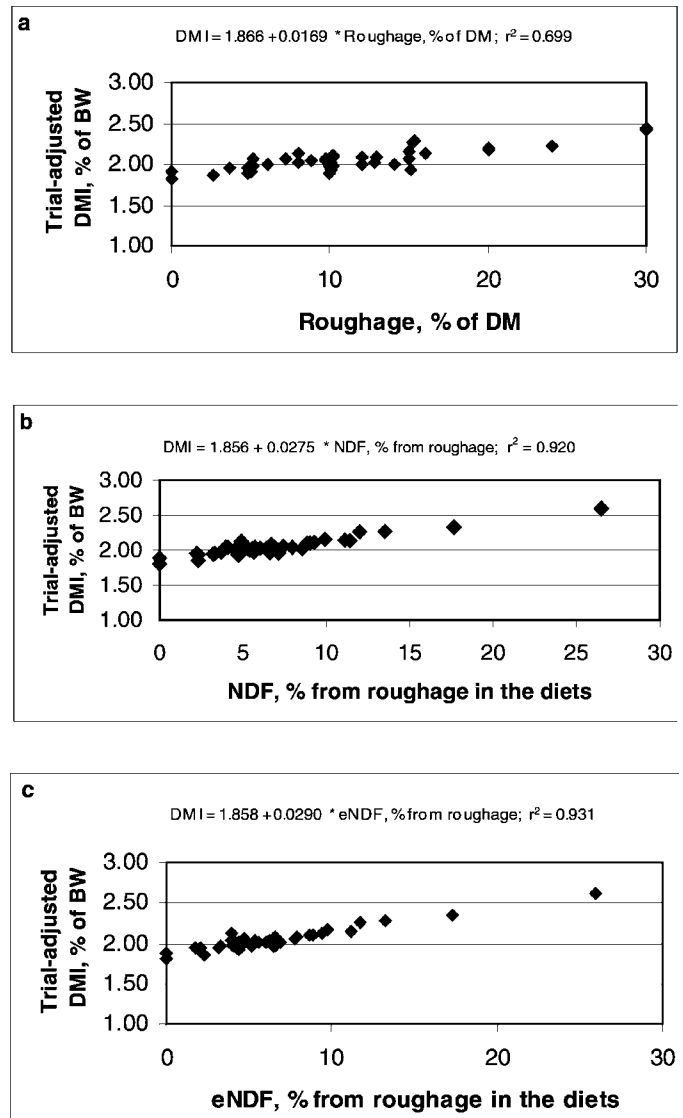 a
DMI = 1.866 +0.0169 * Roughage, % of DM; r² = 0.699
Trial-adjusted
DMI, % of BW
3.00
2.50
2.00
1.50
1.00
0 10 20 30
Roughage, % of DM
b
DMI = 1.856 + 0.0275 * NDF, % from roughage; r² = 0.920
Trial-adjusted
DMI, % of BW
3.00
2.50
2.00
1.50
1.00
0 5 10 15 20 25 30
NDF, % from roughage in the diets
c
DMI = 1.858 +0.0290 * eNDF, % from roughage; r² = 0.931
Trial-adjusted
DMI, % of BW
3.00
2.50
2.00
1.50
1.00
0 10 20 30
eNDF, % from roughage in the diets